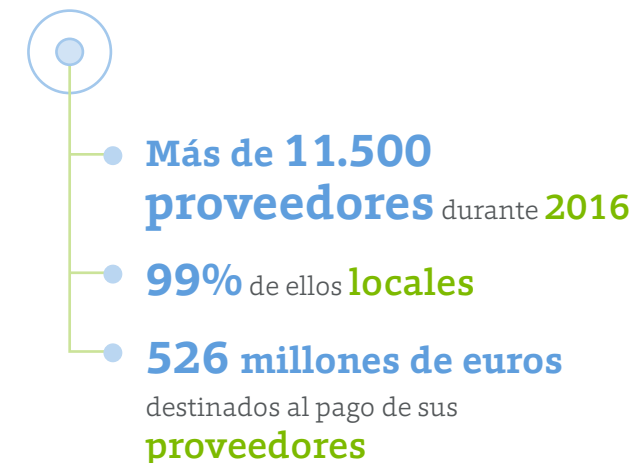 Más de 11.500
proveedores durante 2016
99% de ellos locales
526 millones de euros
destinados al pago de sus
proveedores